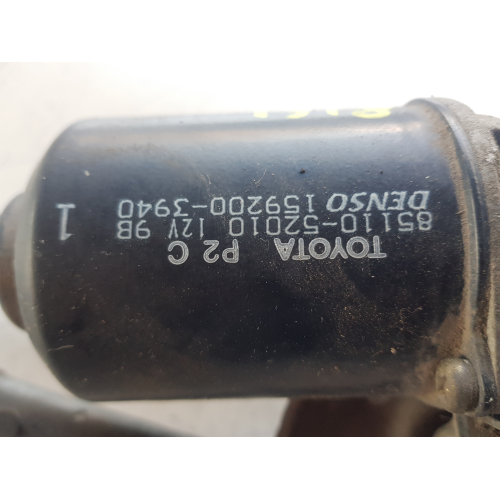 TOYOTA P2 C
85110-52010 12V 9B
DENSO 159200-3940
1